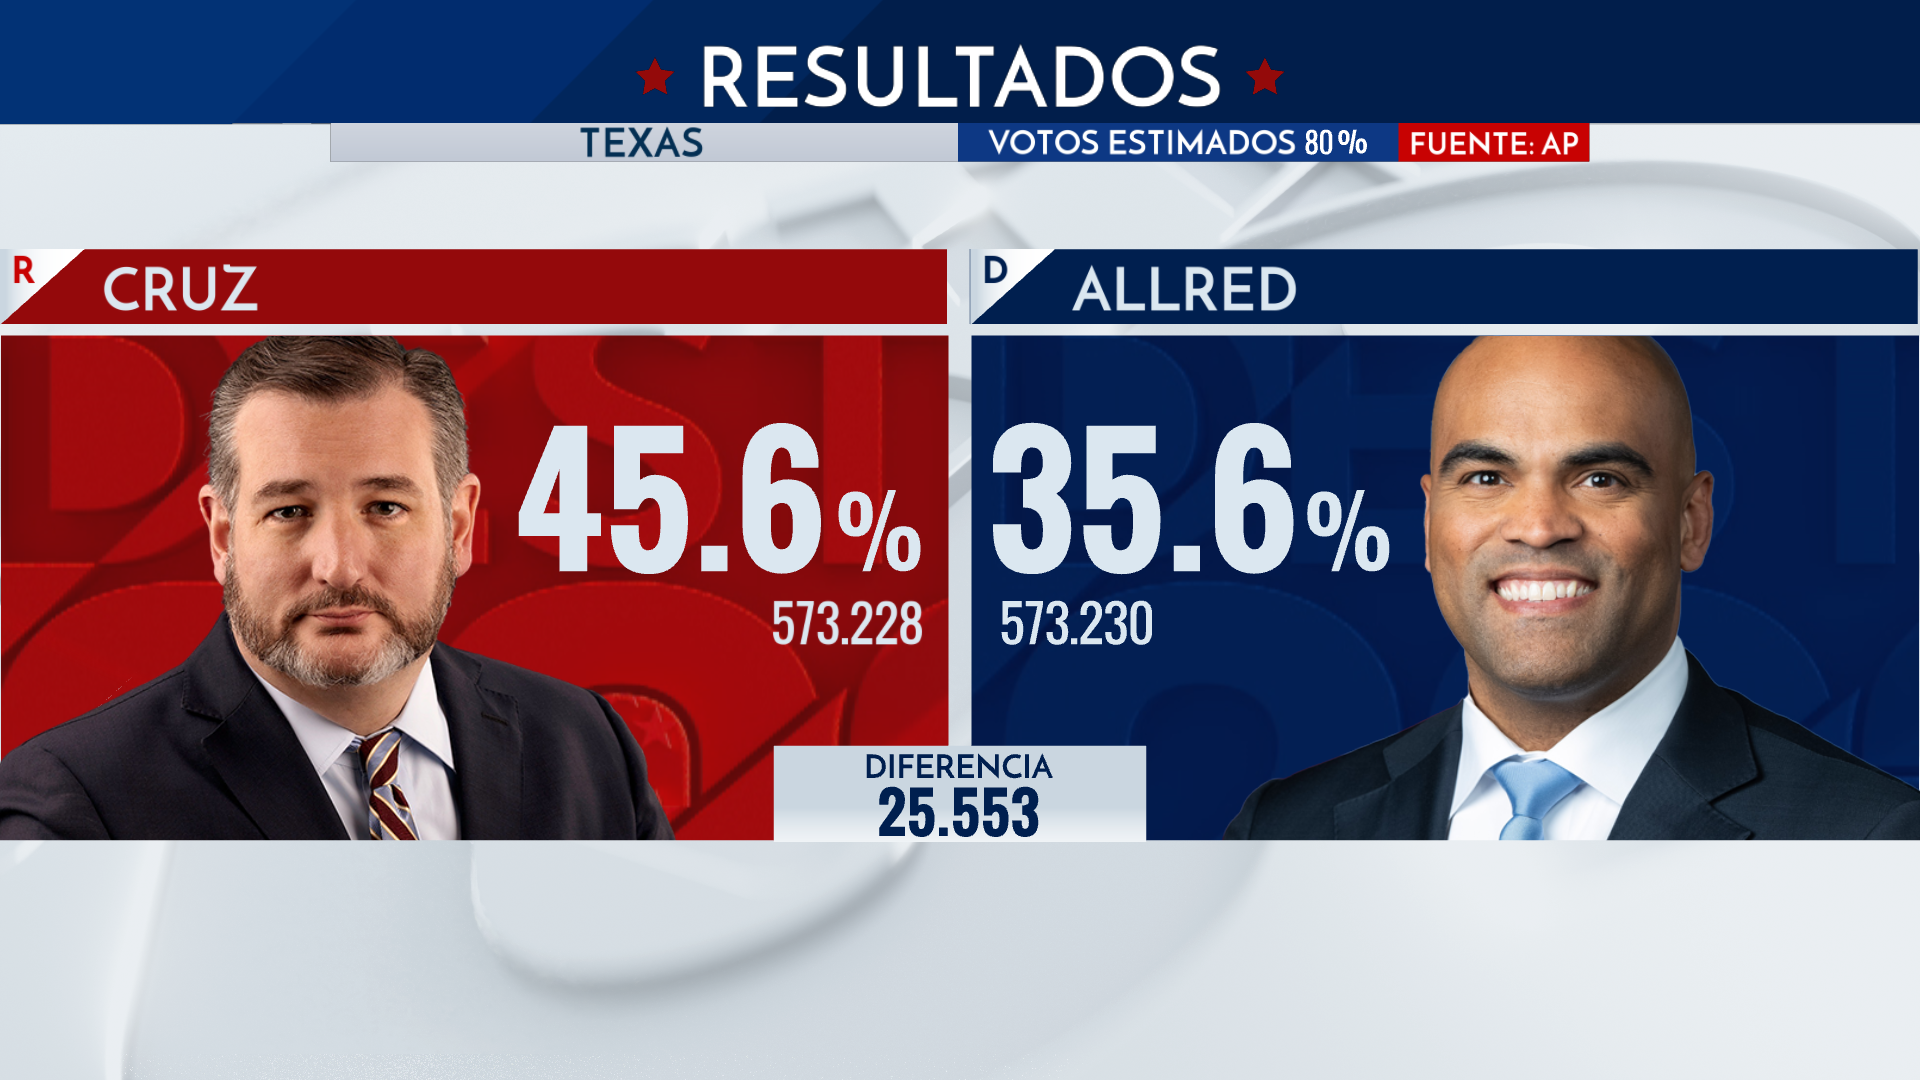 RESULTADOS
TEXAS
VOTOS ESTIMADOS 80%
FUENTE: AP
R
CRUZ
45.6%
573.228
D
ALLRED
35.6%
573.230
DIFERENCIA
25.553